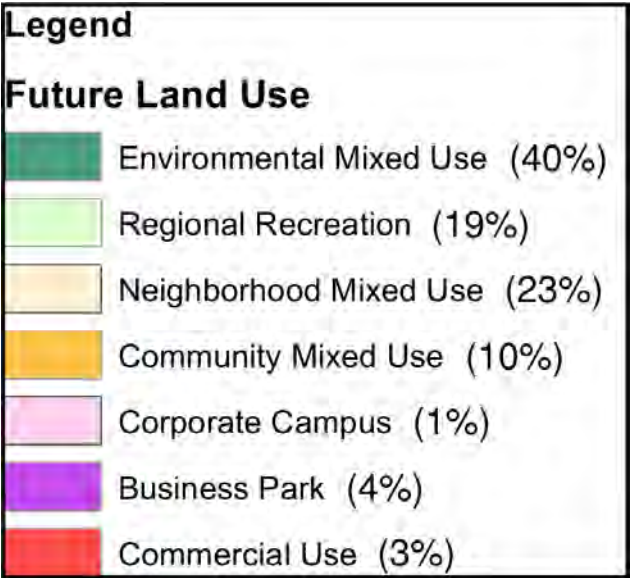 Legend
Future Land Use
Environmental Mixed Use (40%)
Regional Recreation (19%)
Neighborhood Mixed Use (23%)
Community Mixed Use (10%)
Corporate Campus (1%)
Business Park (4%)
Commercial Use (3%)